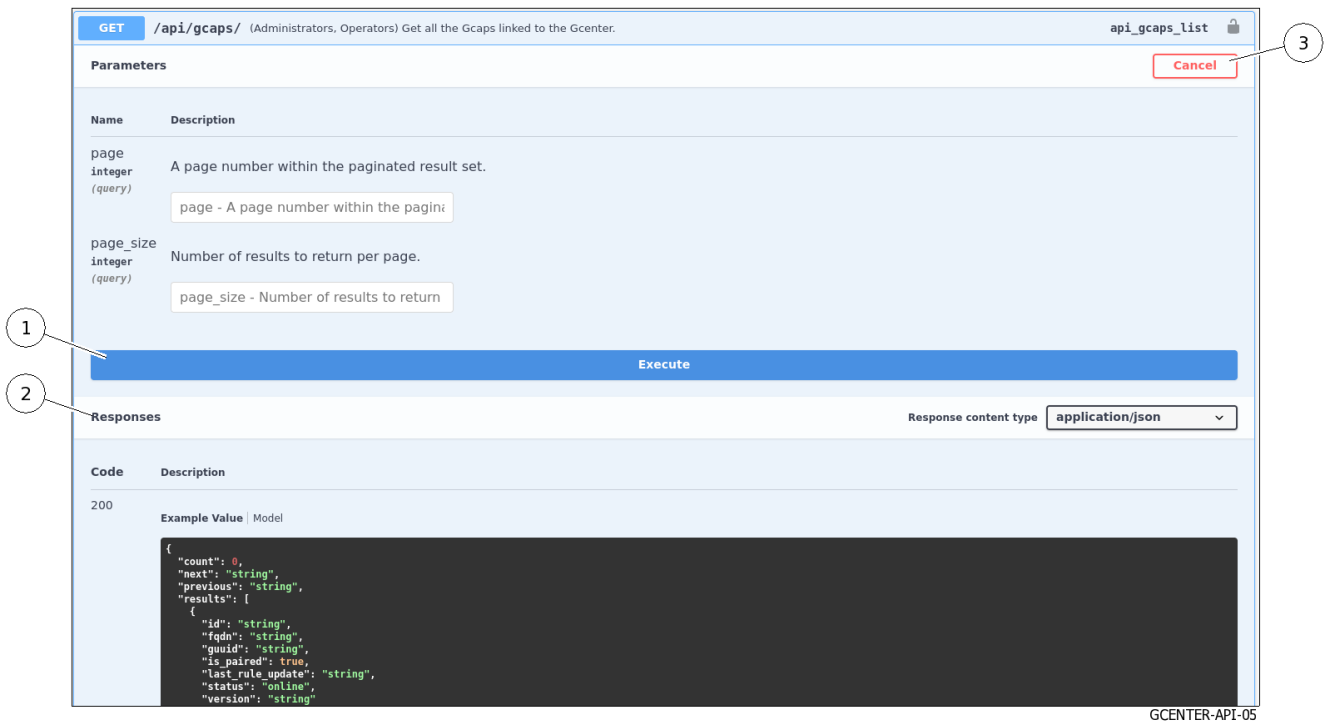 GET /api/gcaps/ (Administrators, Operators) Get all the Gcaps linked to the Gcenter. api_gcaps_list
3
Parameters Cancel
Name Description
page
integer
(query)
A page number within the paginated result set.
page - A page number within the pagina
page_size
integer
(query)
Number of results to return per page.
page_size - Number of results to return
1
Execute
2
Responses Response content type application/json
Code Description
200
Example Value Model
{
"count": 0,
"next": "string",
"previous": "string",
"results": [
{
"id": "string",
"fqdn": "string",
"guuid": "string",
"is_paired": true,
"last_rule_update": "string",
"status": "online",
"version": "string"
GCENTER-API-05